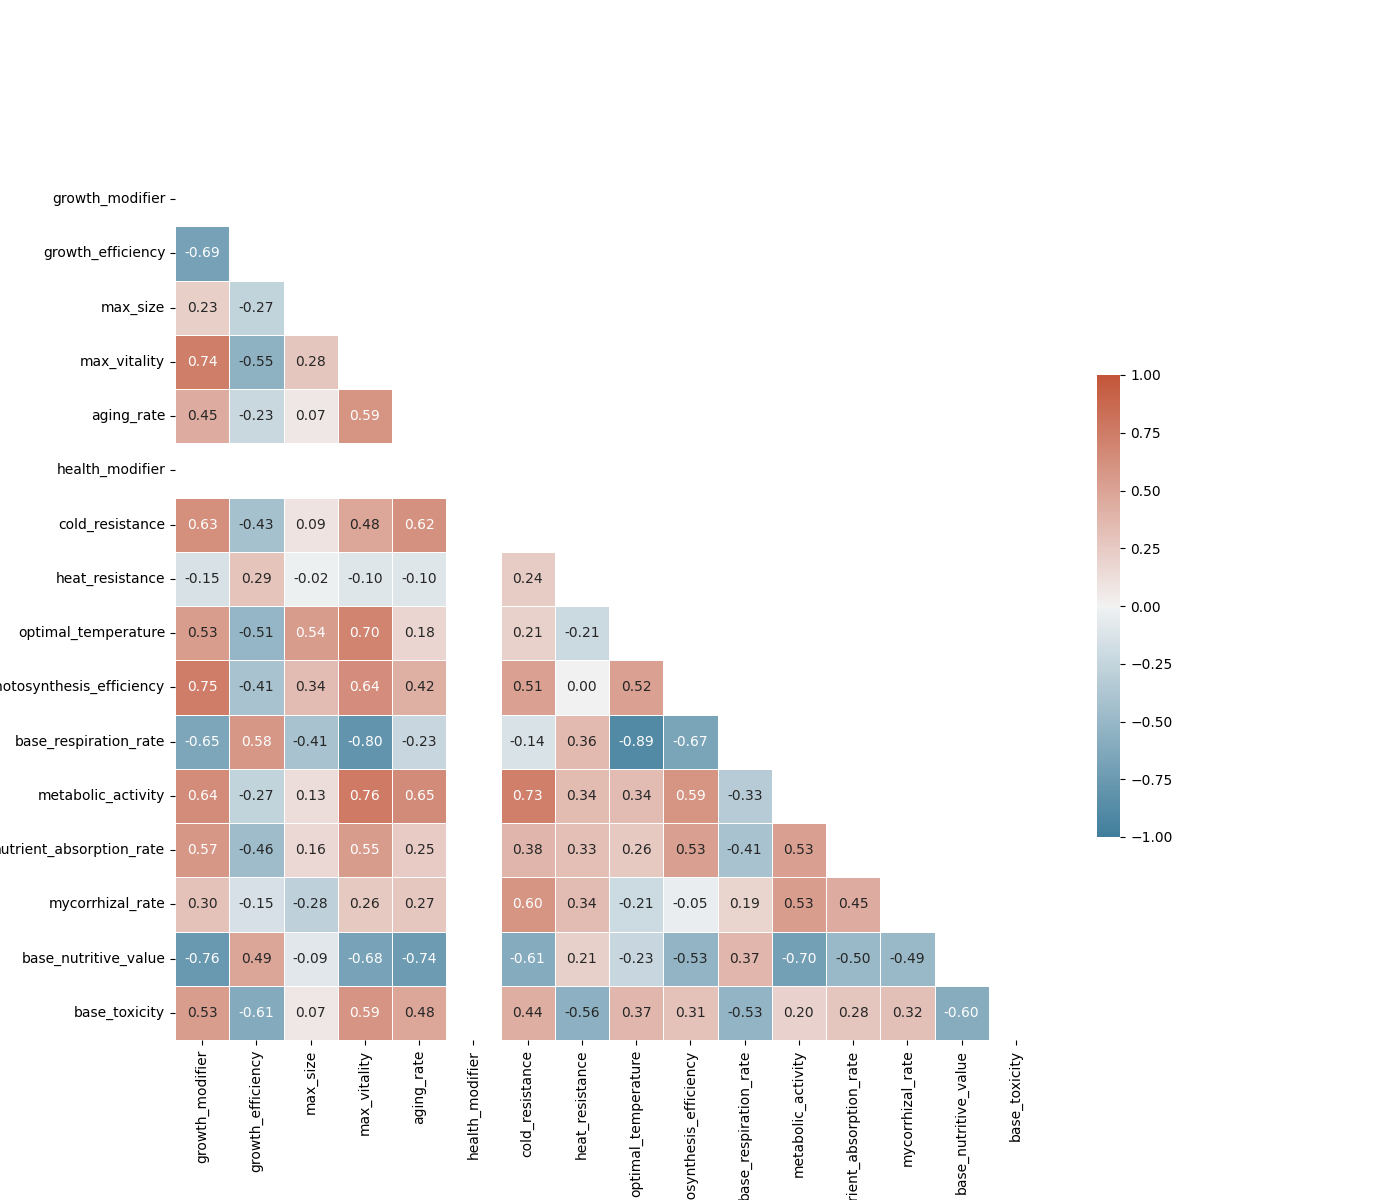 growth_modifier
growth_efficiency -0.69
max_size 0.23 -0.27
max_vitality 0.74 -0.55 0.28
aging_rate 0.45 -0.23 0.07 0.59
health_modifier
cold_resistance 0.63 -0.43 0.09 0.48 0.62
heat_resistance -0.15 0.29 -0.02 -0.10 -0.10 0.24
optimal_temperature 0.53 -0.51 0.54 0.70 0.18 0.21 -0.21
otosynthesis_efficiency 0.75 -0.41 0.34 0.64 0.42 0.51 0.00 0.52
base_respiration_rate -0.65 0.58 -0.41 -0.80 -0.23 -0.14 0.36 -0.89 -0.67
metabolic_activity 0.64 -0.27 0.13 0.76 0.65 0.73 0.34 0.34 0.59 -0.33
utrient_absorption_rate 0.57 -0.46 0.16 0.55 0.25 0.38 0.33 0.26 0.53 -0.41 0.53
mycorrhizal_rate 0.30 -0.15 -0.28 0.26 0.27 0.60 0.34 -0.21 -0.05 0.19 0.53 0.45
base_nutritive_value -0.76 0.49 -0.09 -0.68 -0.74 -0.61 0.21 -0.23 -0.53 0.37 -0.70 -0.50 -0.49
base_toxicity 0.53 -0.61 0.07 0.59 0.48 0.44 -0.56 0.37 0.31 -0.53 0.20 0.28 0.32 -0.60
growth_modifier
growth_efficiency
max_size
max_vitality
aging_rate
health_modifier
cold_resistance
heat_resistance
optimal_temperature
osynthesis_efficiency
base_respiration_rate
metabolic_activity
rient_absorption_rate
mycorrhizal_rate
base_nutritive_value
base_toxicity
1.00
0.75
0.50
0.25
0.00
−0.25
−0.50
−0.75
−1.00